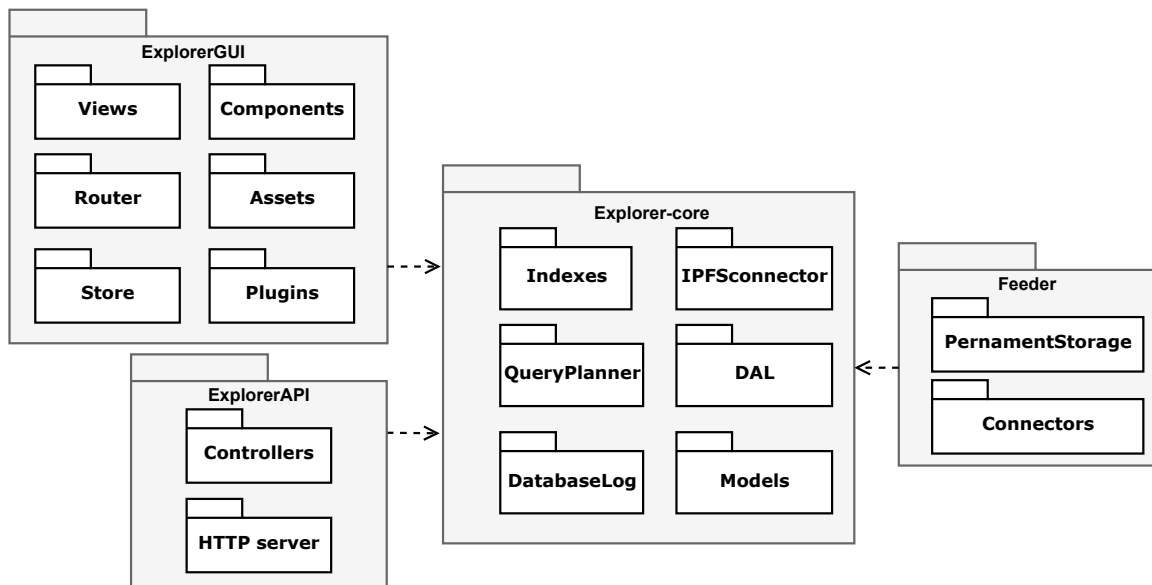 ExplorerGUI
Views
Components
Router
Assets
Store
Plugins
ExplorerAPI
Controllers
HTTP server
Explorer-core
Indexes
IPFSconnector
QueryPlanner
DAL
DatabaseLog
Models
Feeder
PernamentStorage
Connectors